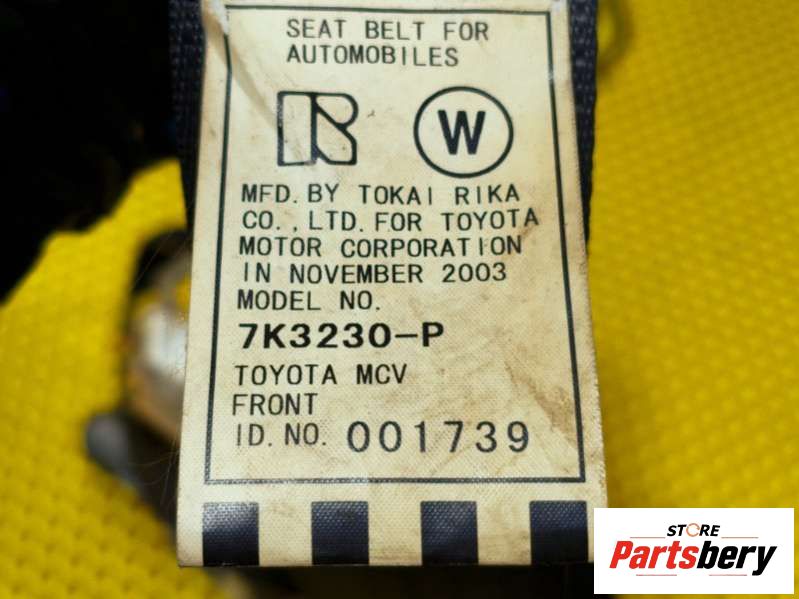 SEAT BELT FOR
AUTOMOBILES
R W
MFD. BY TOKAI RIKA
CO., LTD. FOR TOYOTA
MOTOR CORPORATION
IN NOVEMBER 2003
MODEL NO.
7K3230-P
TOYOTA MCV
FRONT
ID. NO. 001739
STORE
Partsbery